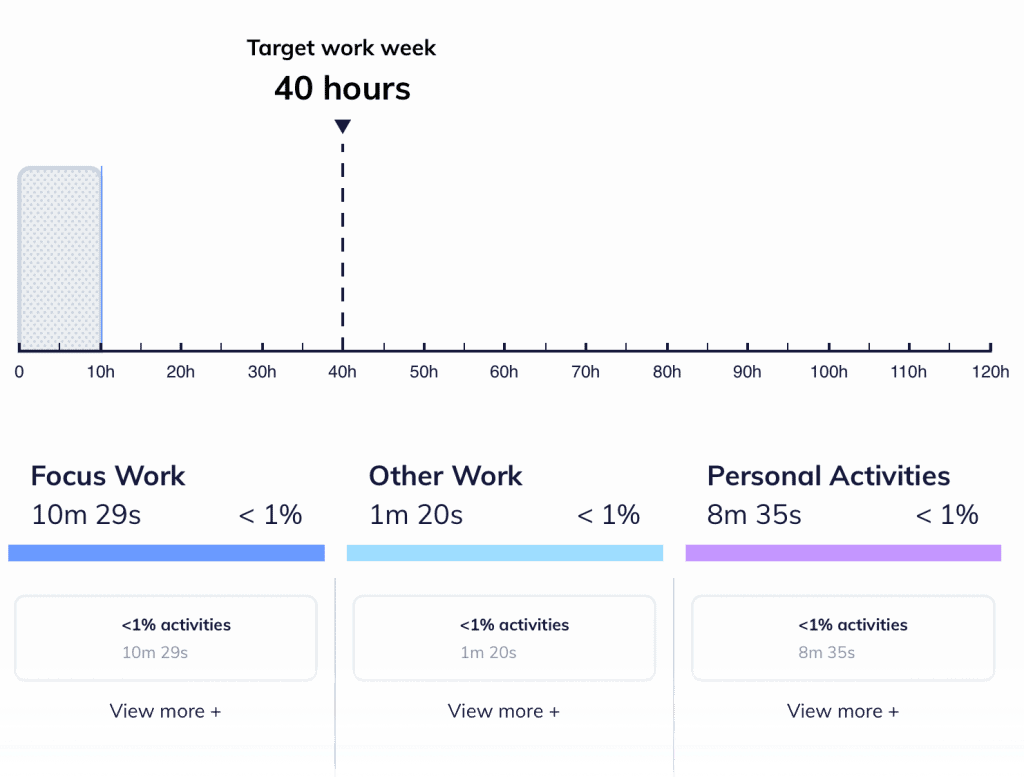 Target work week
40 hours
0 10h 20h 30h 40h 50h 60h 70h 80h 90h 100h 110h 120h
Focus Work
10m 29s < 1%
<1% activities
10m 29s
View more +
Other Work
1m 20s < 1%
<1% activities
1m 20s
View more +
Personal Activities
8m 35s < 1%
<1% activities
8m 35s
View more +